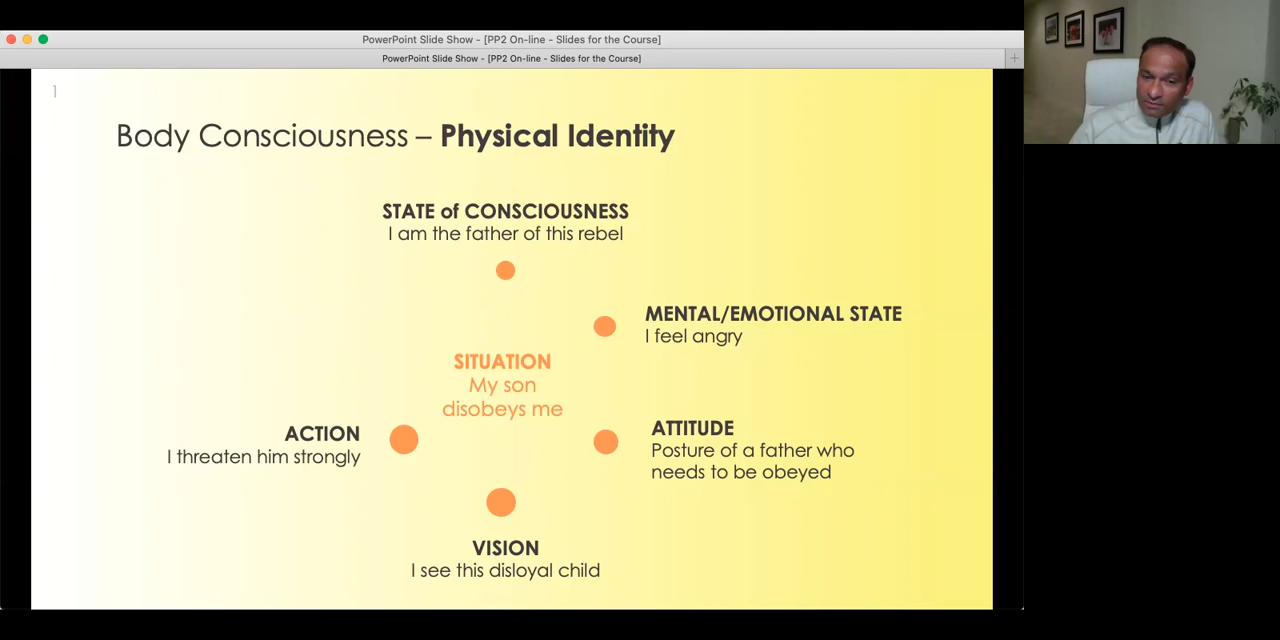 PowerPoint Slide Show - [PP2 On-line - Slides for the Course]
PowerPoint Slide Show - [PP2 On-line - Slides for the Course]
1
Body Consciousness – Physical Identity
STATE of CONSCIOUSNESS
I am the father of this rebel
MENTAL/EMOTIONAL STATE
I feel angry
SITUATION
My son
disobeys me
ATTITUDE
Posture of a father who
needs to be obeyed
ACTION
I threaten him strongly
VISION
I see this disloyal child